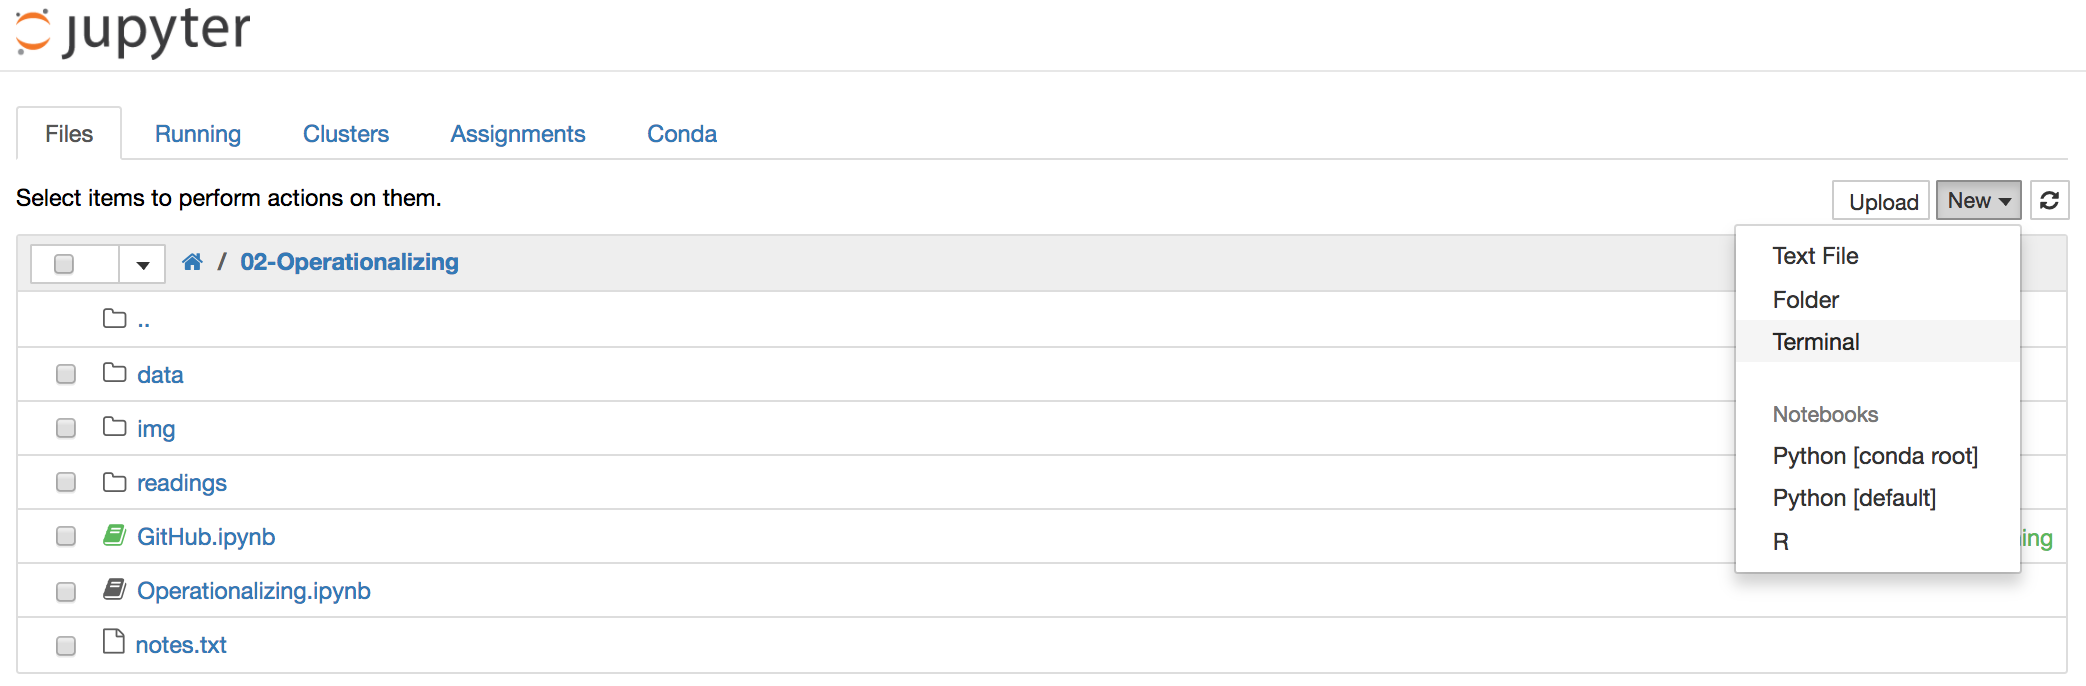 jupyter
Files Running Clusters Assignments Conda
Select items to perform actions on them.
Upload New
/ 02-Operationalizing
..
data
img
readings
GitHub.ipynb
Operationalizing.ipynb
notes.txt
Text File
Folder
Terminal
Notebooks
Python [conda root]
Python [default]
R
ing